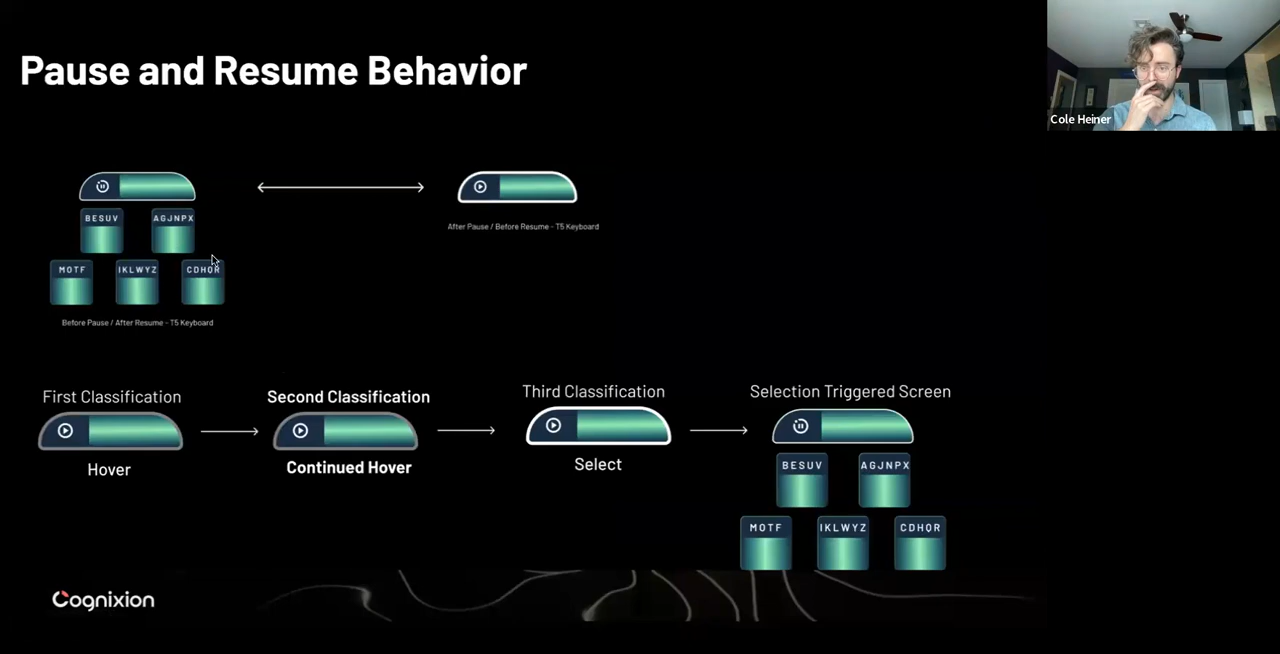 Pause and Resume Behavior
Cole Heiner
BESUV
AGJNPX
MOTF
IKLWYZ
CDHQR
Before Pause / After Resume - T5 Keyboard
After Pause / Before Resume - T5 Keyboard
First Classification
Hover
Second Classification
Continued Hover
Third Classification
Select
Selection Triggered Screen
BESUV
AGJNPX
MOTF
IKLWYZ
CDHQR
Cognixion